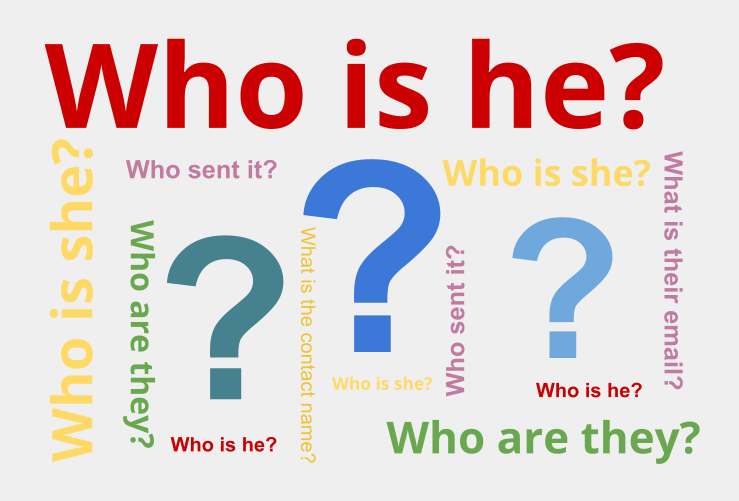 Who is he?
Who is she?
Who sent it?
Who is she?
What is their email?
Who are they?
?
?
?
What is the contact name?
Who sent it?
Who is she?
Who is he?
Who is he?
Who are they?